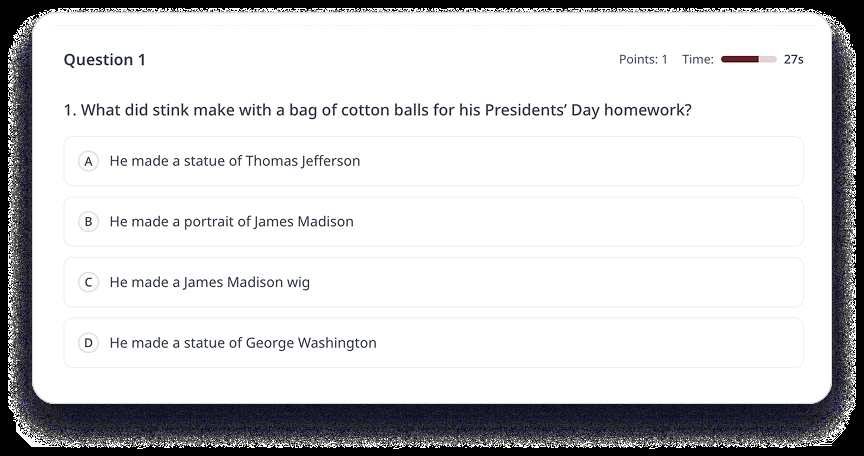 Question 1
Points: 1 Time: 27s
1. What did stink make with a bag of cotton balls for his Presidents’ Day homework?
A He made a statue of Thomas Jefferson
B He made a portrait of James Madison
C He made a James Madison wig
D He made a statue of George Washington